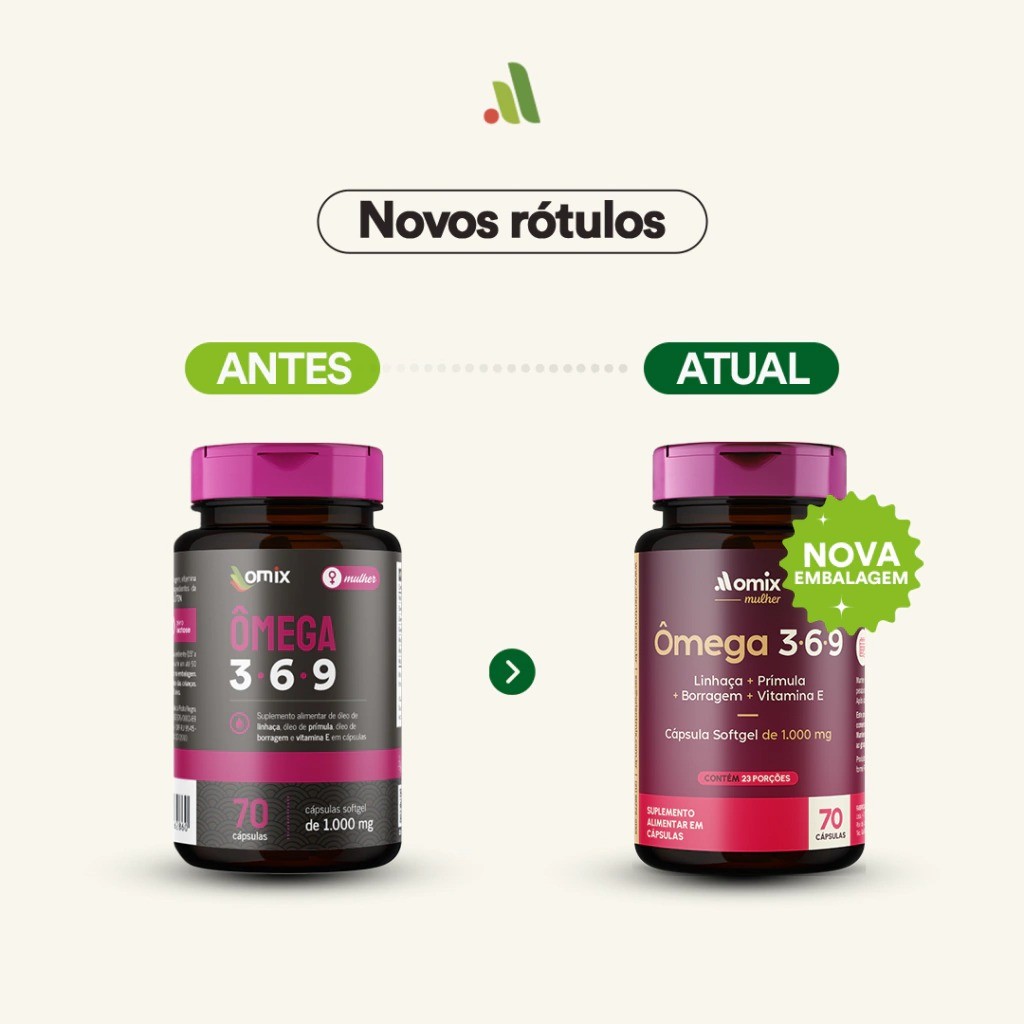 Novos rótulos
ANTES
ATUAL
omix
mulher
ÔMEGA
3·6·9
Suplemento alimentar de óleo de
linhaça, óleo de prímula, óleo de
borragem e vitamina E em cápsulas
70
cápsulas
cápsulas softgel
de 1.000 mg
NOVA
EMBALAGEM
omix
mulher
Ômega 3·6·9
Linhaça + Prímula
+ Borragem + Vitamina E
Cápsula Softgel de 1.000 mg
CONTÉM 23 PORÇÕES
SUPLEMENTO
ALIMENTAR EM
CÁPSULAS
70
CÁPSULAS